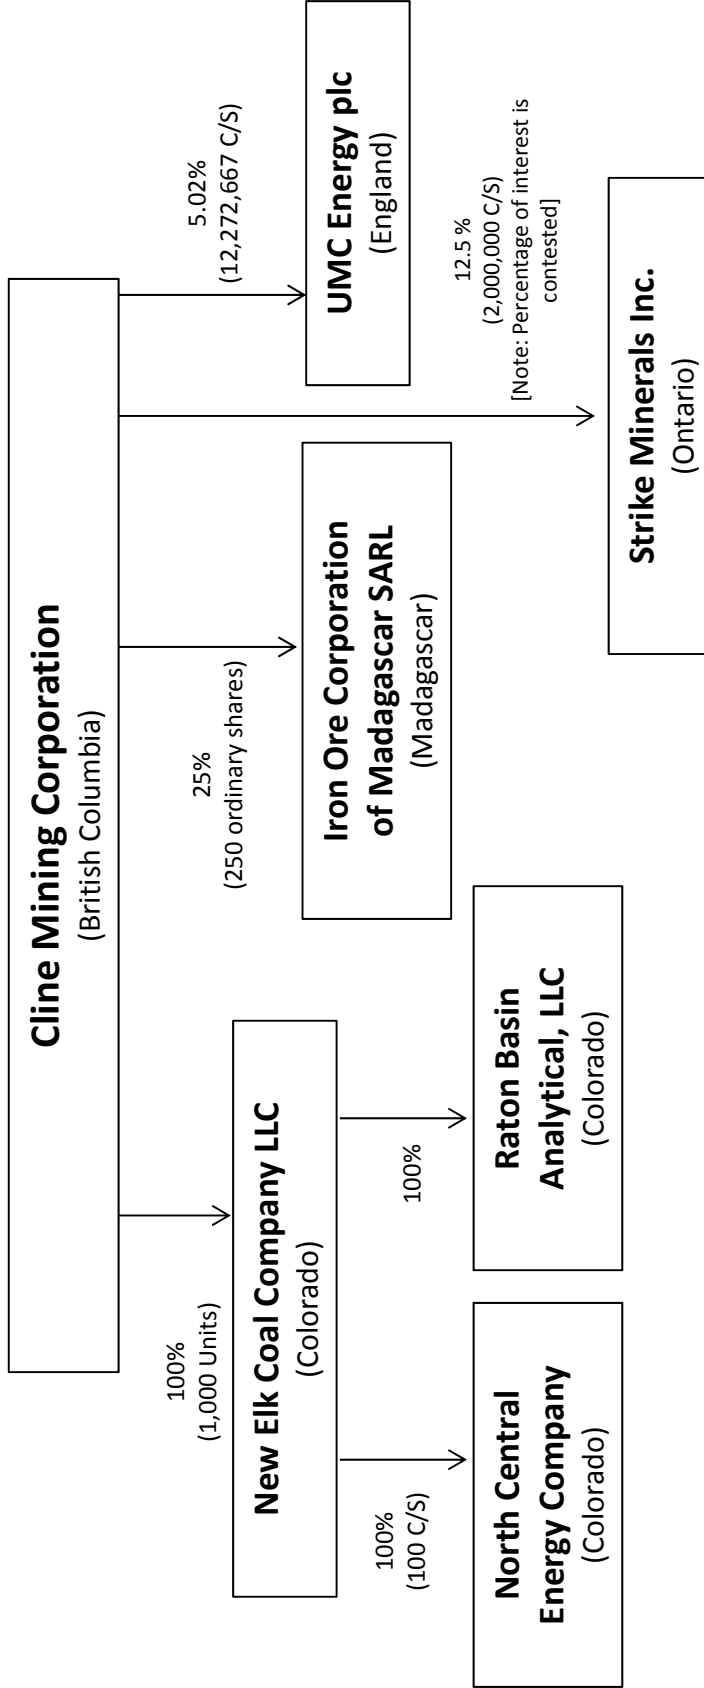 Cline Mining Corporation
(British Columbia)
100%
(1,000 Units)
25%
(250 ordinary shares)
5.02%
(12,272,667 C/S)
New Elk Coal Company LLC
(Colorado)
Iron Ore Corporation
of Madagascar SARL
(Madagascar)
UMC Energy plc
(England)
100%
(100 C/S)
100%
12.5 %
(2,000,000 C/S)
[Note: Percentage of interest is
contested]
North Central
Energy Company
(Colorado)
Raton Basin
Analytical, LLC
(Colorado)
Strike Minerals Inc.
(Ontario)